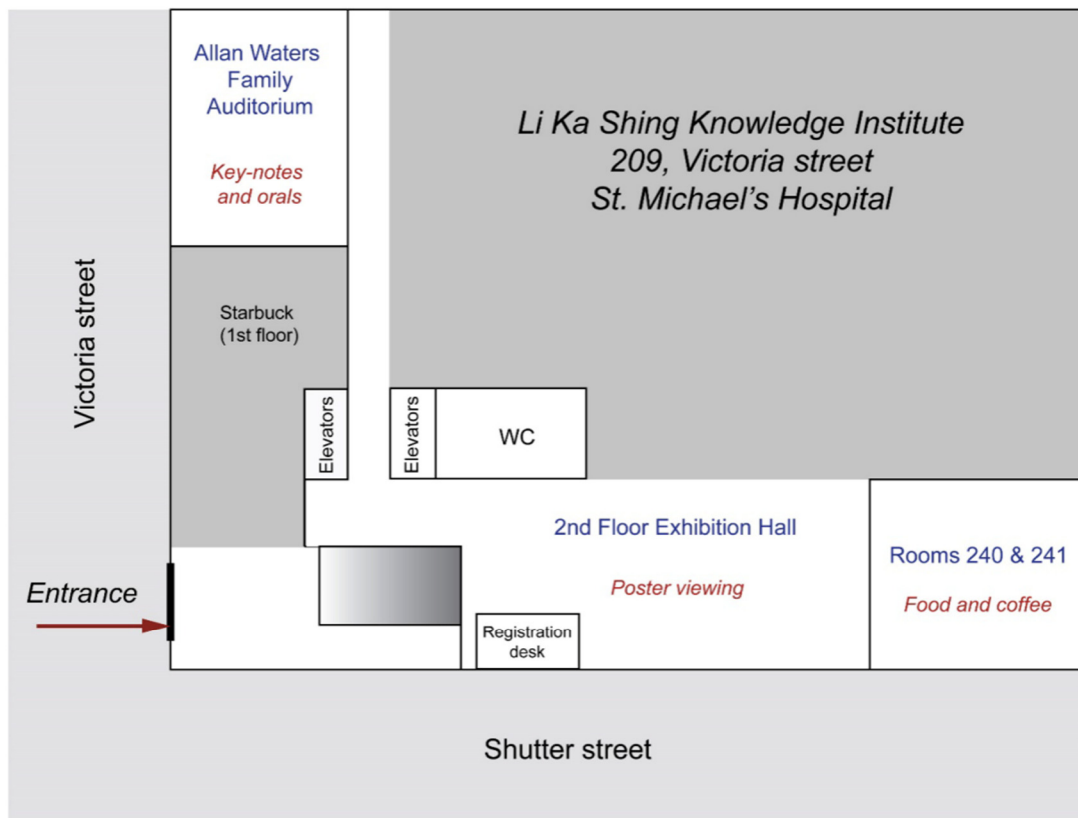 Allan Waters
Family
Auditorium
Key-notes
and orals
Li Ka Shing Knowledge Institute
209, Victoria street
St. Michael's Hospital
Victoria street
Starbuck
(1st floor)
Elevators
Elevators
WC
2nd Floor Exhibition Hall
Poster viewing
Rooms 240 & 241
Food and coffee
Entrance
Registration
desk
Shutter street